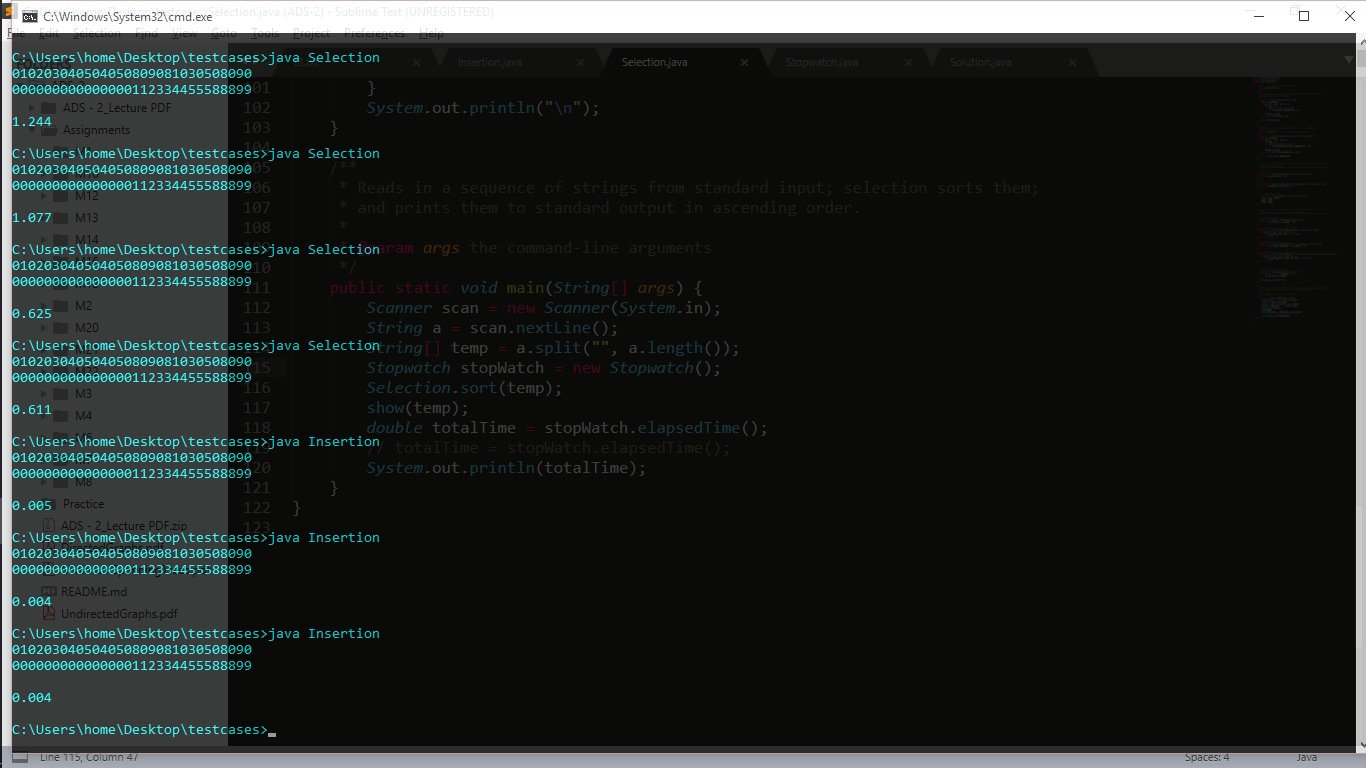 C:\Windows\System32\cmd.exe
Selection.java (ADS-2) - Sublime Text (UNREGISTERED)
File Edit Selection Find View Goto Tools Project Preferences Help
C:\Users\home\Desktop\testcases>java Selection
010203040504050809081030508090
000000000000000112334455588899
1.244
C:\Users\home\Desktop\testcases>java Selection
010203040504050809081030508090
000000000000000112334455588899
1.077
C:\Users\home\Desktop\testcases>java Selection
010203040504050809081030508090
000000000000000112334455588899
0.625
C:\Users\home\Desktop\testcases>java Selection
010203040504050809081030508090
000000000000000112334455588899
0.611
C:\Users\home\Desktop\testcases>java Insertion
010203040504050809081030508090
000000000000000112334455588899
0.005
C:\Users\home\Desktop\testcases>java Insertion
010203040504050809081030508090
000000000000000112334455588899
0.004
C:\Users\home\Desktop\testcases>java Insertion
010203040504050809081030508090
000000000000000112334455588899
0.004
C:\Users\home\Desktop\testcases>
ADS - 2_Lecture PDF
Assignments
M12
M13
M14
M2
M20
M3
M4
M8
Practice
ADS - 2_Lecture PDF.zip
README.md
UndirectedGraphs.pdf
Insertion.java
Selection.java
Stopwatch.java
Solution.java
101 }
102 System.out.println("\n");
103 }
104
105 /**
106 * Reads in a sequence of strings from standard input; selection sorts them;
107 * and prints them to standard output in ascending order.
108 *
109 * @param args the command-line arguments
110 */
111 public static void main(String[] args) {
112 Scanner scan = new Scanner(System.in);
113 String a = scan.nextLine();
114 String[] temp = a.split("", a.length());
115 Stopwatch stopWatch = new Stopwatch();
116 Selection.sort(temp);
117 show(temp);
118 double totalTime = stopWatch.elapsedTime();
119 // totalTime = stopWatch.elapsedTime();
120 System.out.println(totalTime);
121 }
122 }
123
Line 115, Column 47
Spaces: 4
Java